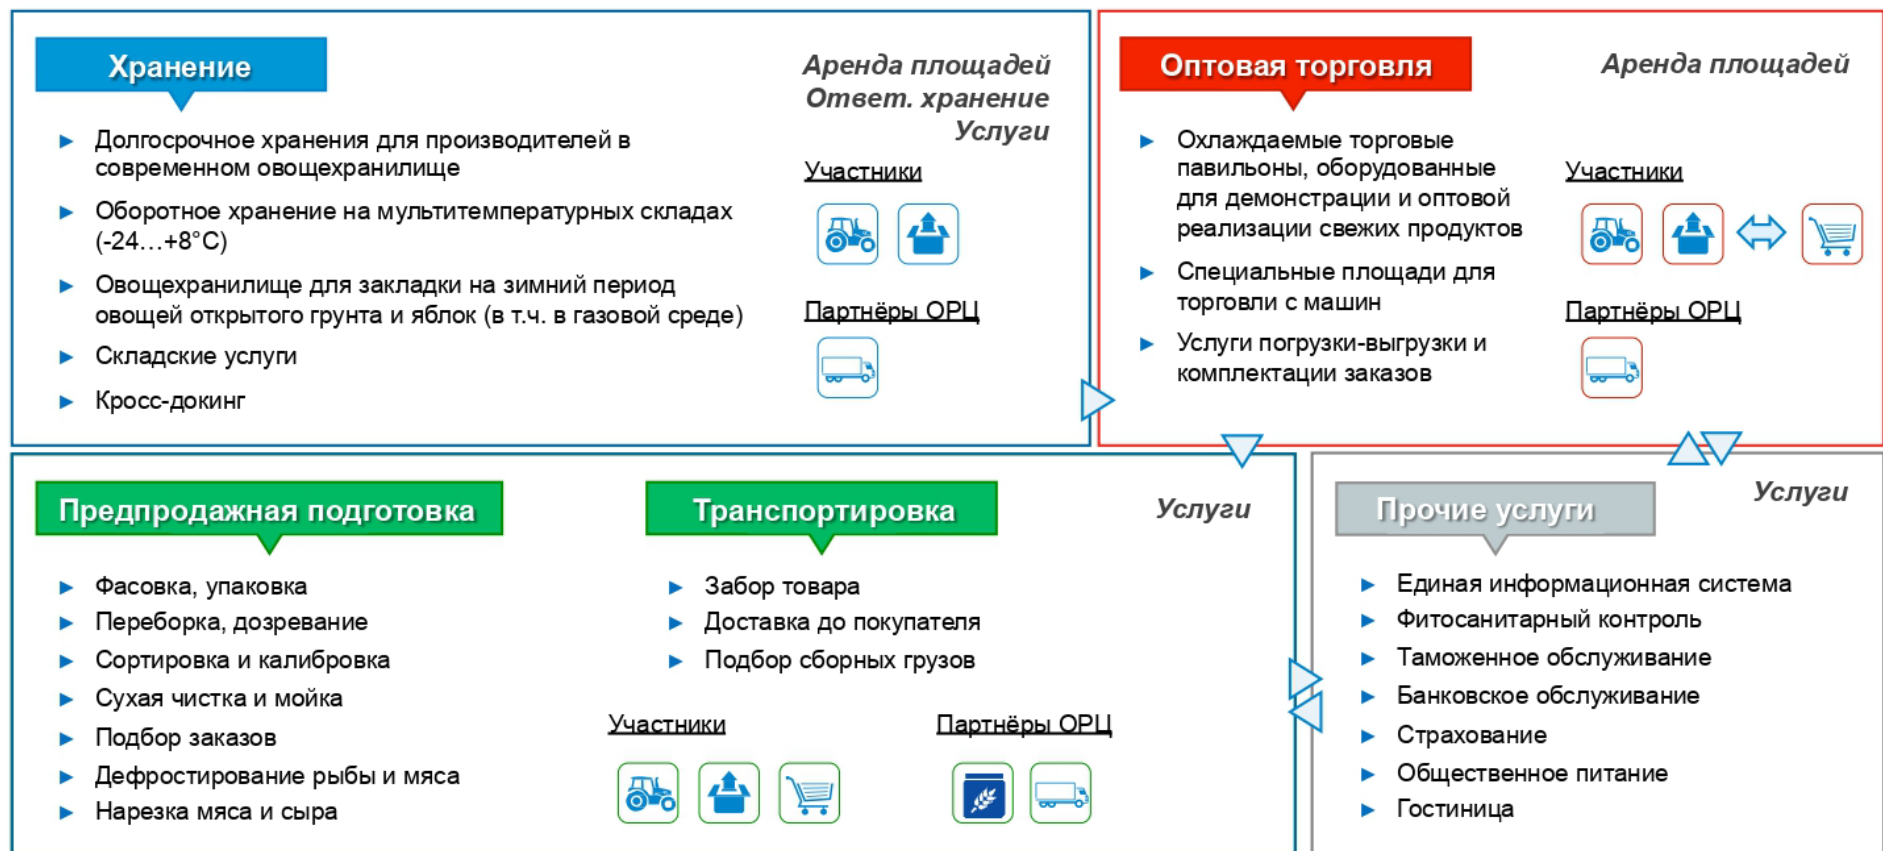 Хранение
Аренда площадей
Ответ. хранение
Услуги
Долгосрочное хранения для производителей в
современном овощехранилище
Оборотное хранение на мультитемпературных складах
(-24…+8°C)
Овощехранилище для закладки на зимний период
овощей открытого грунта и яблок (в т.ч. в газовой среде)
Складские услуги
Кросс-докинг
Участники
Партнёры ОРЦ
Оптовая торговля
Аренда площадей
Охлаждаемые торговые
павильоны, оборудованные
для демонстрации и оптовой
реализации свежих продуктов
Специальные площади для
торговли с машин
Услуги погрузки-выгрузки и
комплектации заказов
Участники
Партнёры ОРЦ
Предпродажная подготовка
Фасовка, упаковка
Переборка, дозревание
Сортировка и калибровка
Сухая чистка и мойка
Подбор заказов
Дефростирование рыбы и мяса
Нарезка мяса и сыра
Транспортировка
Услуги
Забор товара
Доставка до покупателя
Подбор сборных грузов
Участники
Партнёры ОРЦ
Прочие услуги
Услуги
Единая информационная система
Фитосанитарный контроль
Таможенное обслуживание
Банковское обслуживание
Страхование
Общественное питание
Гостиница